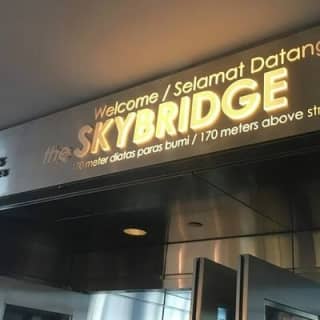 Welcome / Selamat Datang
the SKYBRIDGE
170 meter diatas paras bumi / 170 meters above